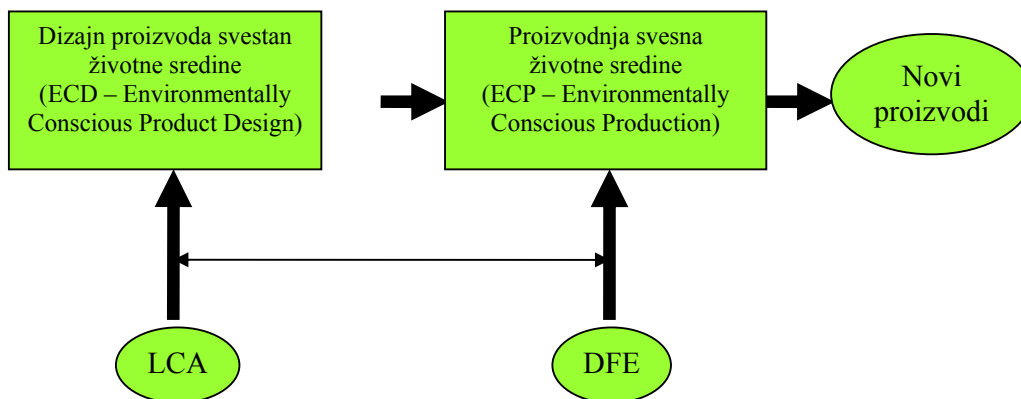 Dizajn proizvoda svestan
životne sredine
(ECD – Environmentally
Conscious Product Design)
Proizvodnja svesna
životne sredine
(ECP – Environmentally
Conscious Production)
Novi
proizvodi
LCA
DFE